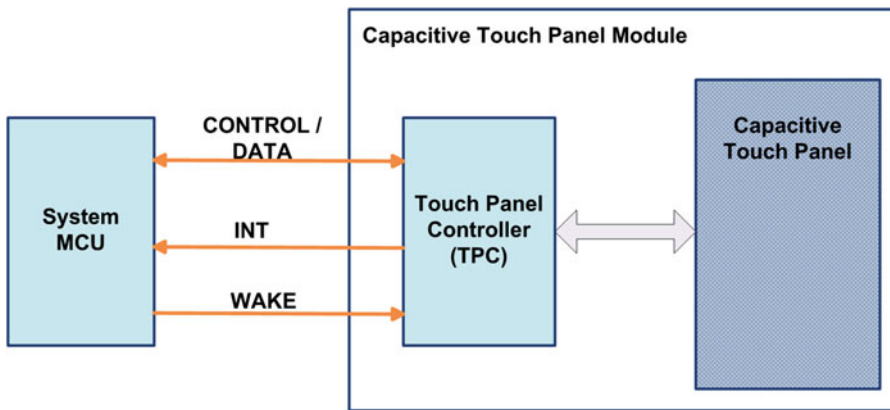 Capacitive Touch Panel Module
CONTROL /
DATA
System
MCU
INT
WAKE
Touch Panel
Controller
(TPC)
Capacitive
Touch Panel